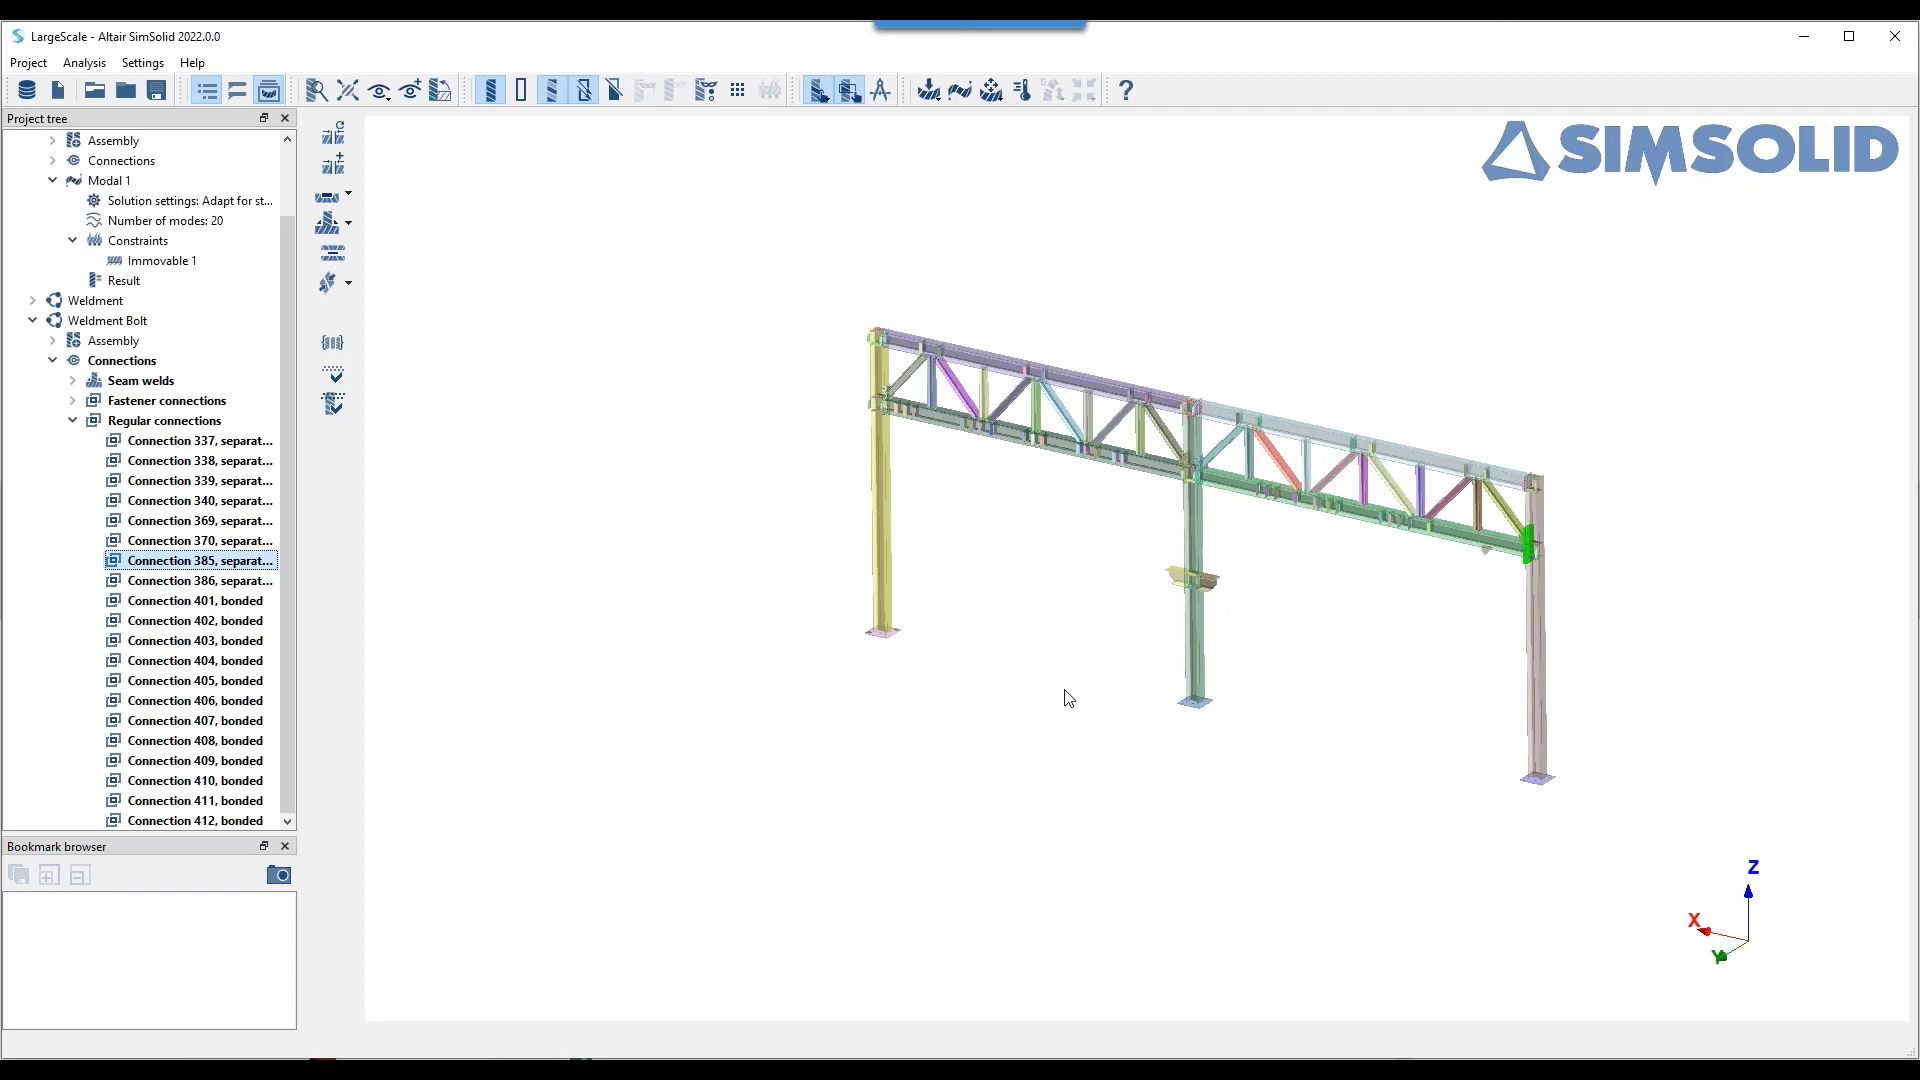 LargeScale - Altair SimSolid 2022.0.0
Project Analysis Settings Help
Project tree
Assembly
Connections
Modal 1
Solution settings: Adapt for st...
Number of modes: 20
Constraints
Immovable 1
Result
Weldment
Weldment Bolt
Assembly
Connections
Seam welds
Fastener connections
Regular connections
Connection 337, separat...
Connection 338, separat...
Connection 339, separat...
Connection 340, separat...
Connection 369, separat...
Connection 370, separat...
Connection 385, separat...
Connection 386, separat...
Connection 401, bonded
Connection 402, bonded
Connection 403, bonded
Connection 404, bonded
Connection 405, bonded
Connection 406, bonded
Connection 407, bonded
Connection 408, bonded
Connection 409, bonded
Connection 410, bonded
Connection 411, bonded
Connection 412, bonded
Bookmark browser
SIMSOLID
Z
X
Y